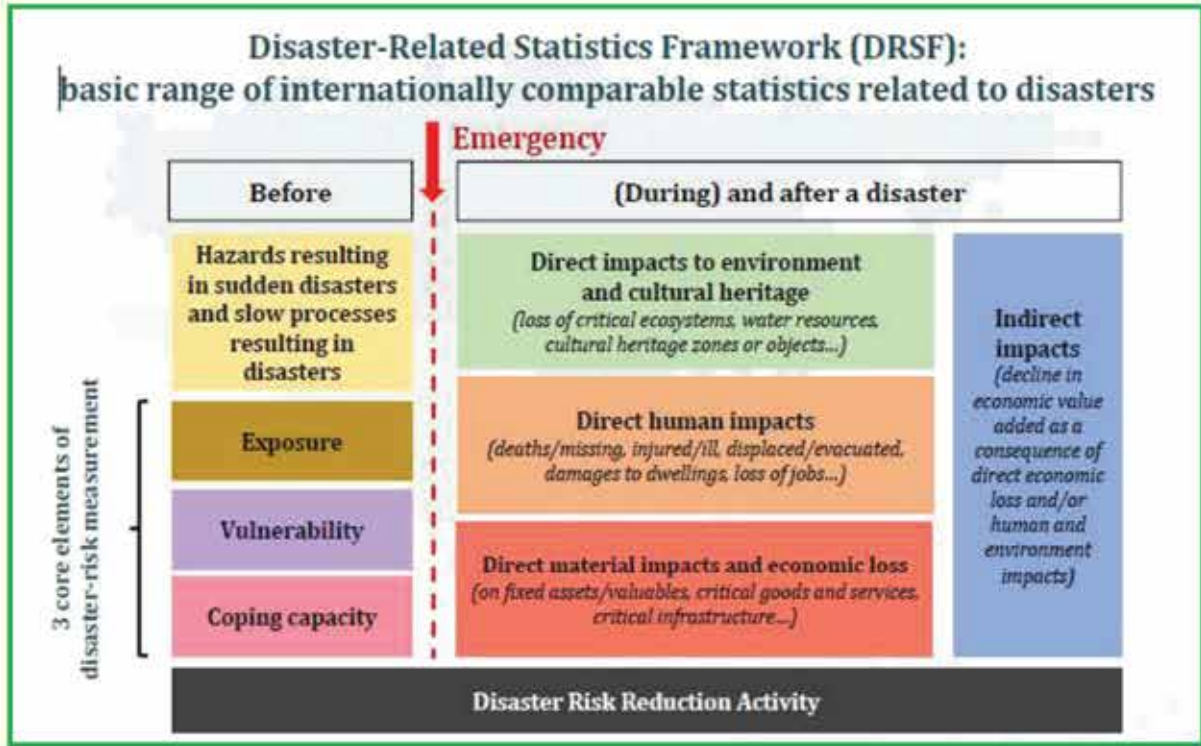 Disaster-Related Statistics Framework (DRSF):
basic range of internationally comparable statistics related to disasters
Emergency
Before
(During) and after a disaster
Hazards resulting
in sudden disasters
and slow processes
resulting in
disasters
3 core elements of
disaster-risk measurement
Exposure
Vulnerability
Coping capacity
Direct impacts to environment
and cultural heritage
(loss of critical ecosystems, water resources,
cultural heritage zones or objects...)
Direct human impacts
(deaths/missing, injured/ill, displaced/evacuated,
damages to dwellings, loss of jobs...)
Direct material impacts and economic loss
(on fixed assets/valuables, critical goods and services,
critical infrastructure...)
Indirect
impacts
(decline in
economic value
added as a
consequence of
direct economic
loss and/or
human and
environment
impacts)
Disaster Risk Reduction Activity